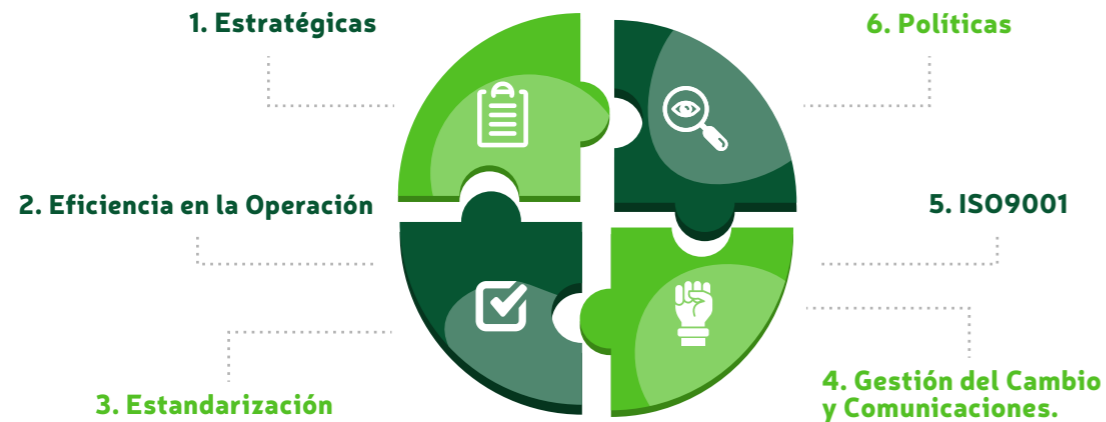 1. Estratégicas
6. Políticas
2. Eficiencia en la Operación
5. ISO9001
3. Estandarización
4. Gestión del Cambio
y Comunicaciones.